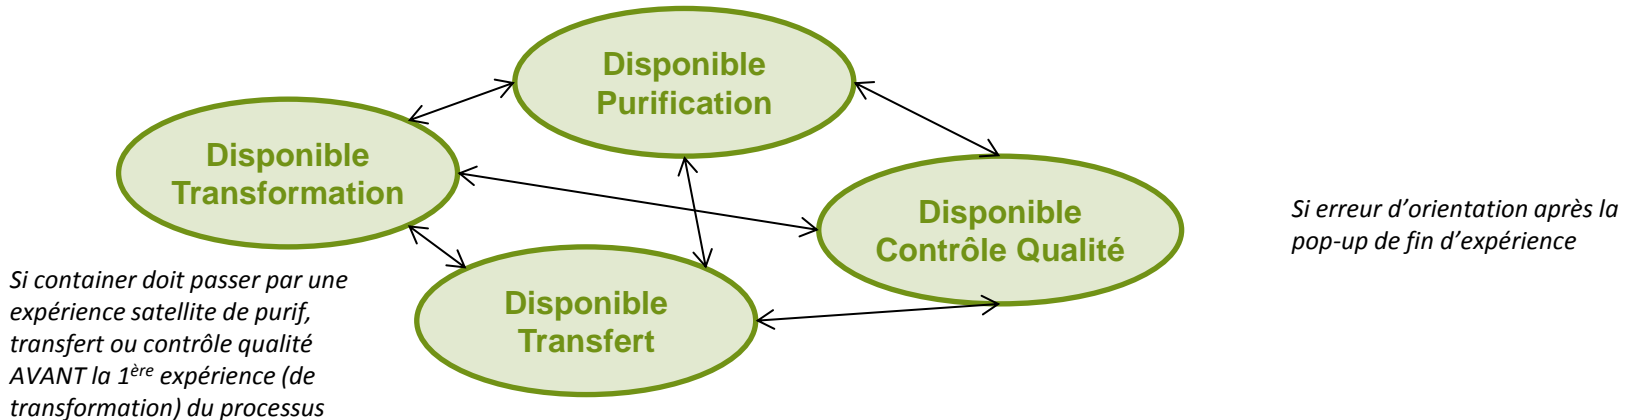 Disponible
Purification
Disponible
Transformation
Disponible
Contrôle Qualité
Disponible
Transfert
Si erreur d’orientation après la
pop-up de fin d’expérience
Si container doit passer par une
expérience satellite de purif,
transfert ou contrôle qualité
AVANT la 1ère expérience (de
transformation) du processus